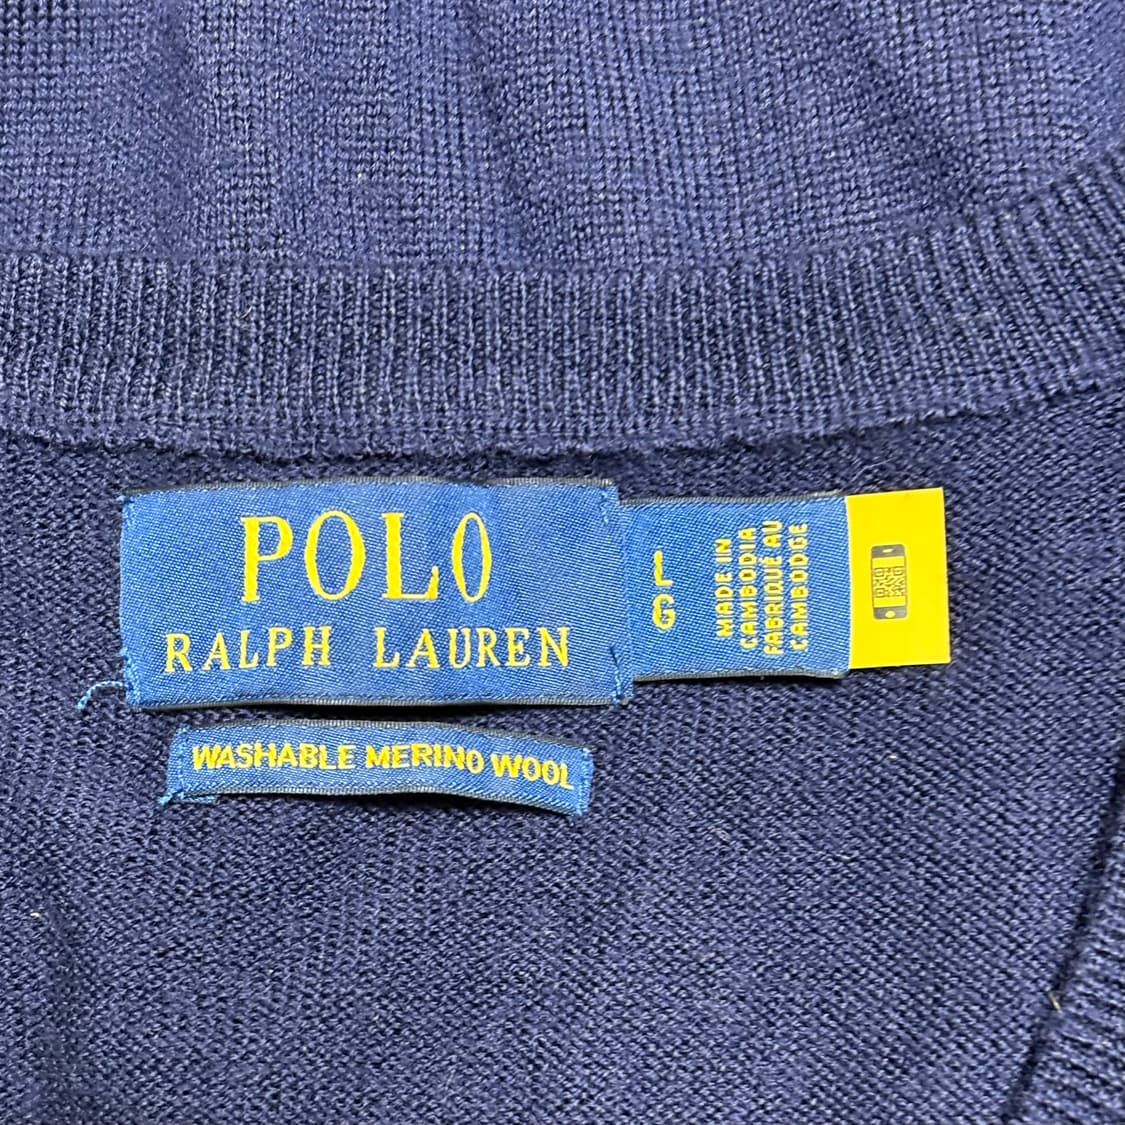 POLO
RALPH LAUREN
L
G
MADE IN
CAMBODIA
FABRIQUÉ AU
CAMBODGE
WASHABLE MERINO WOOL